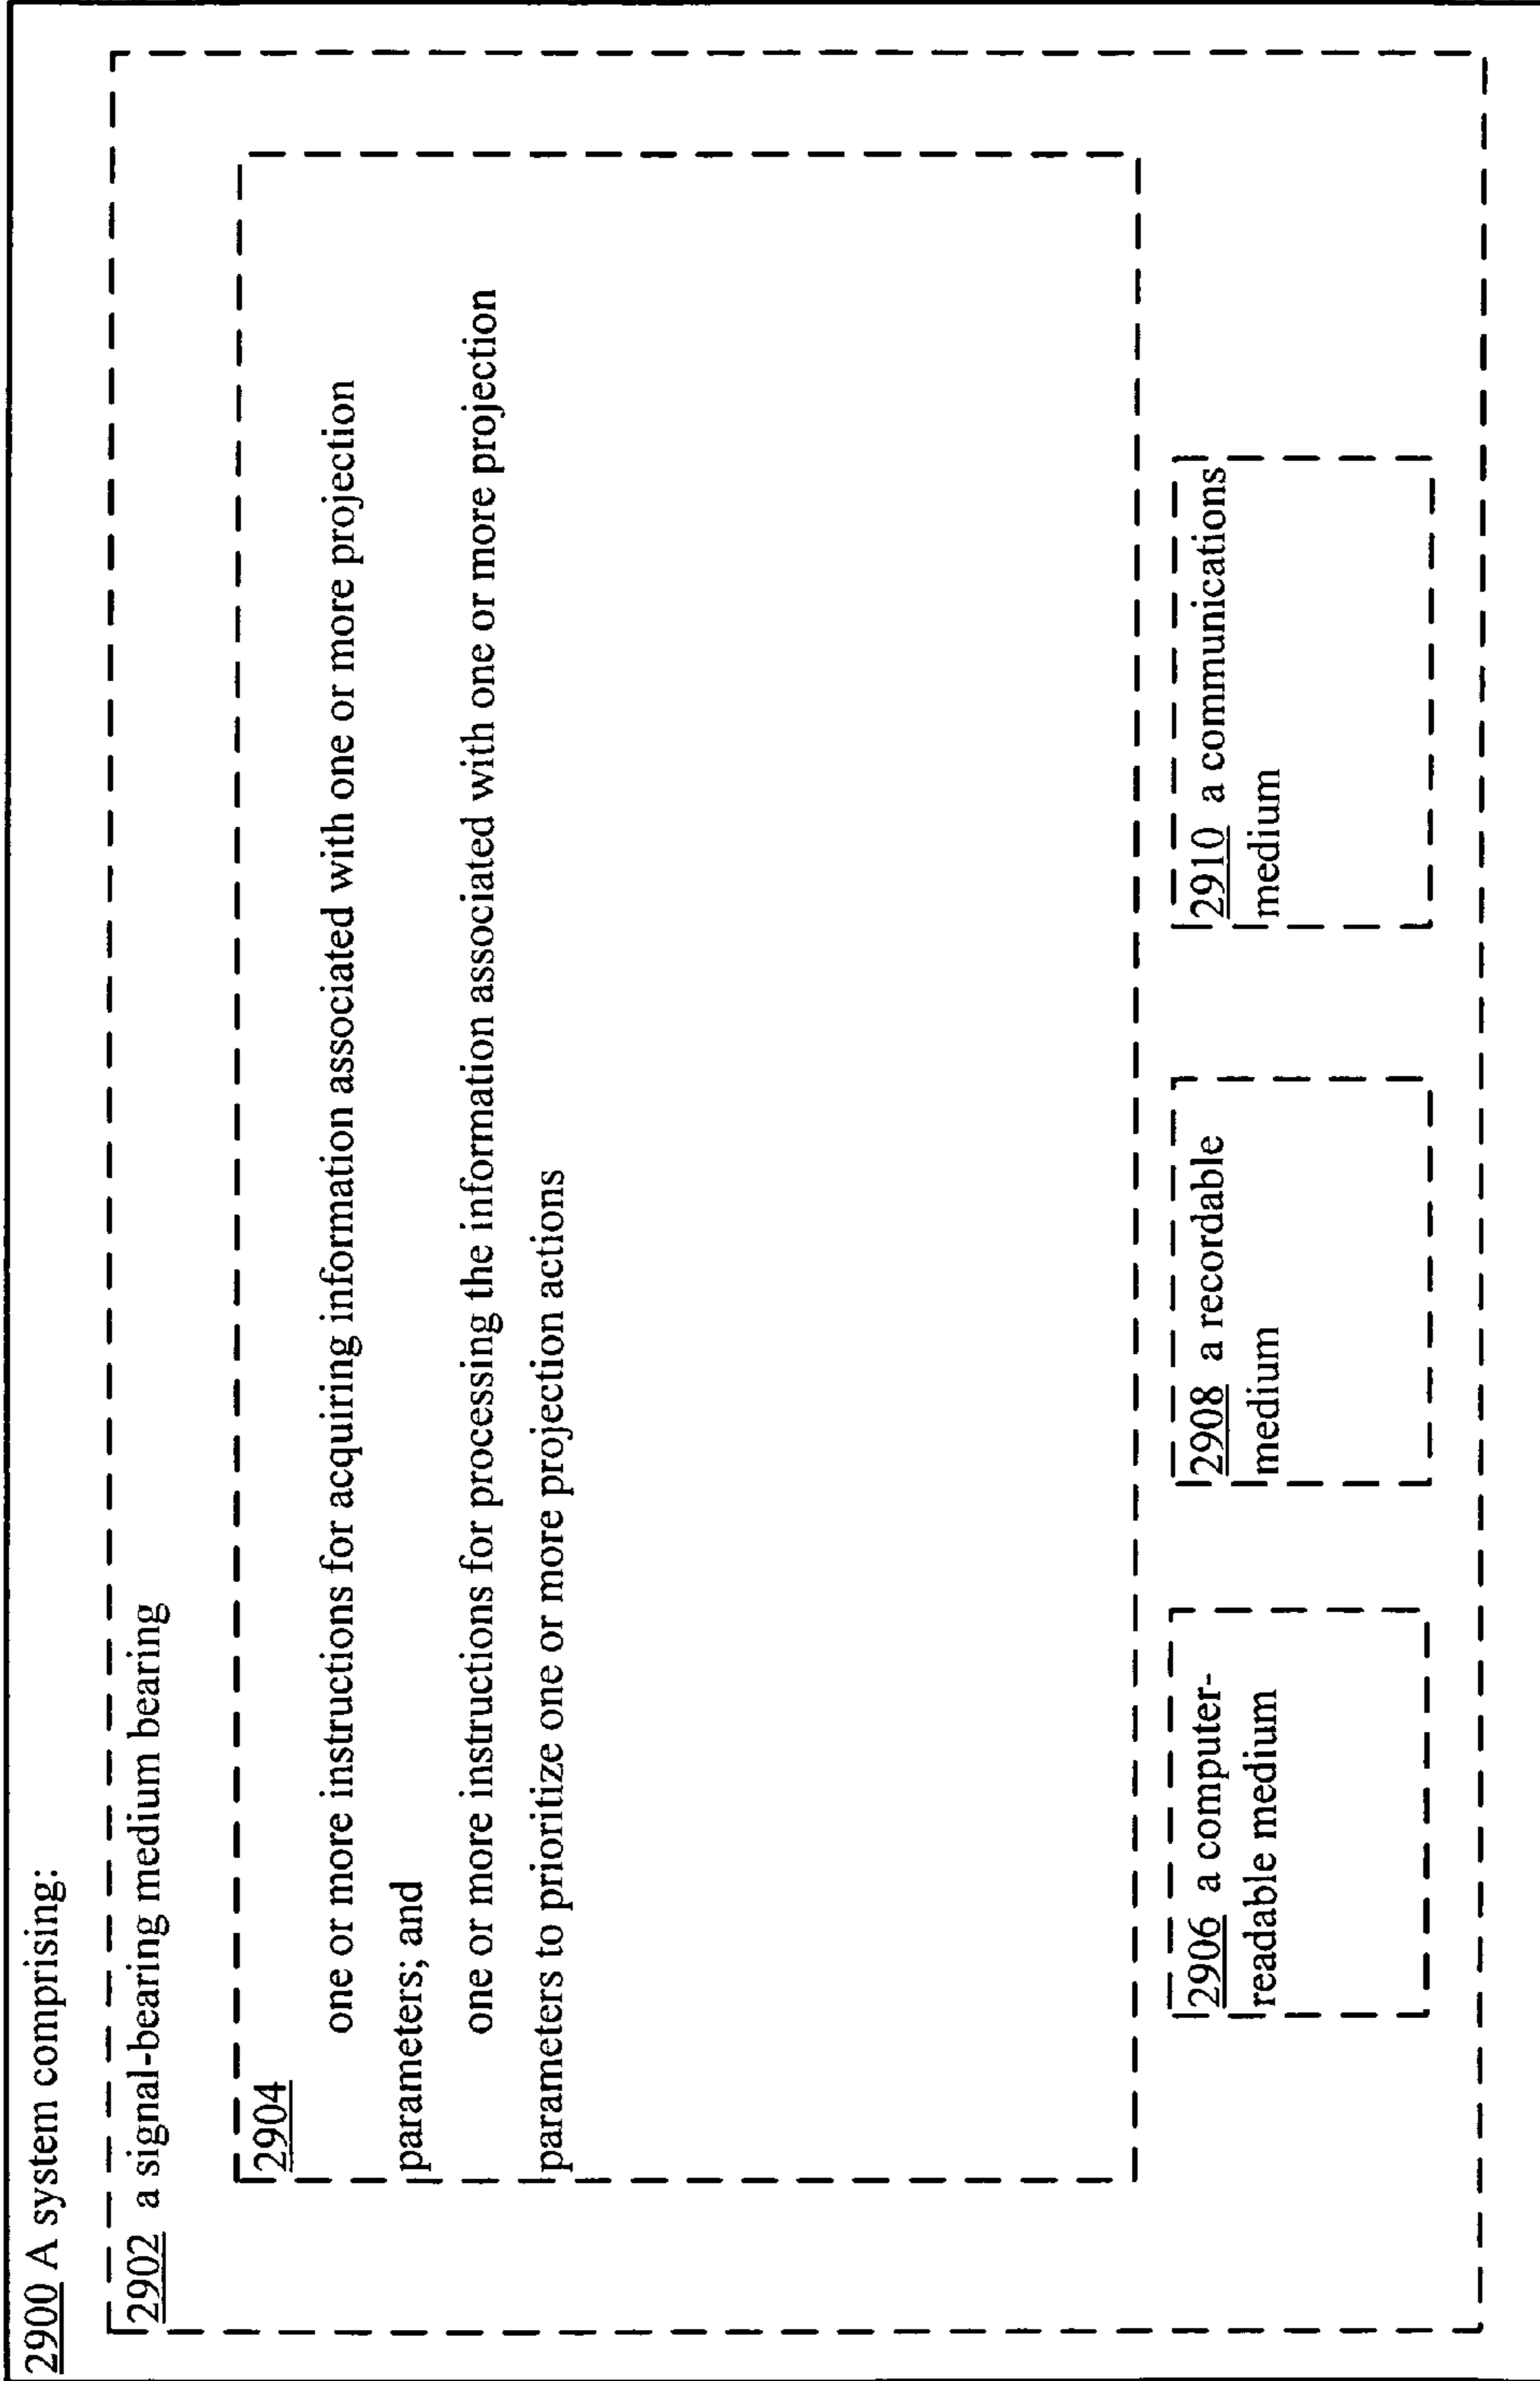 2900 A system comprising:
2902 a signal-bearing medium bearing
2904
one or more instructions for acquiring information associated with one or more projection
parameters; and
one or more instructions for processing the information associated with one or more projection
parameters to prioritize one or more projection actions
2906 a computer-
readable medium
2908 a recordable
medium
2910 a communications
medium